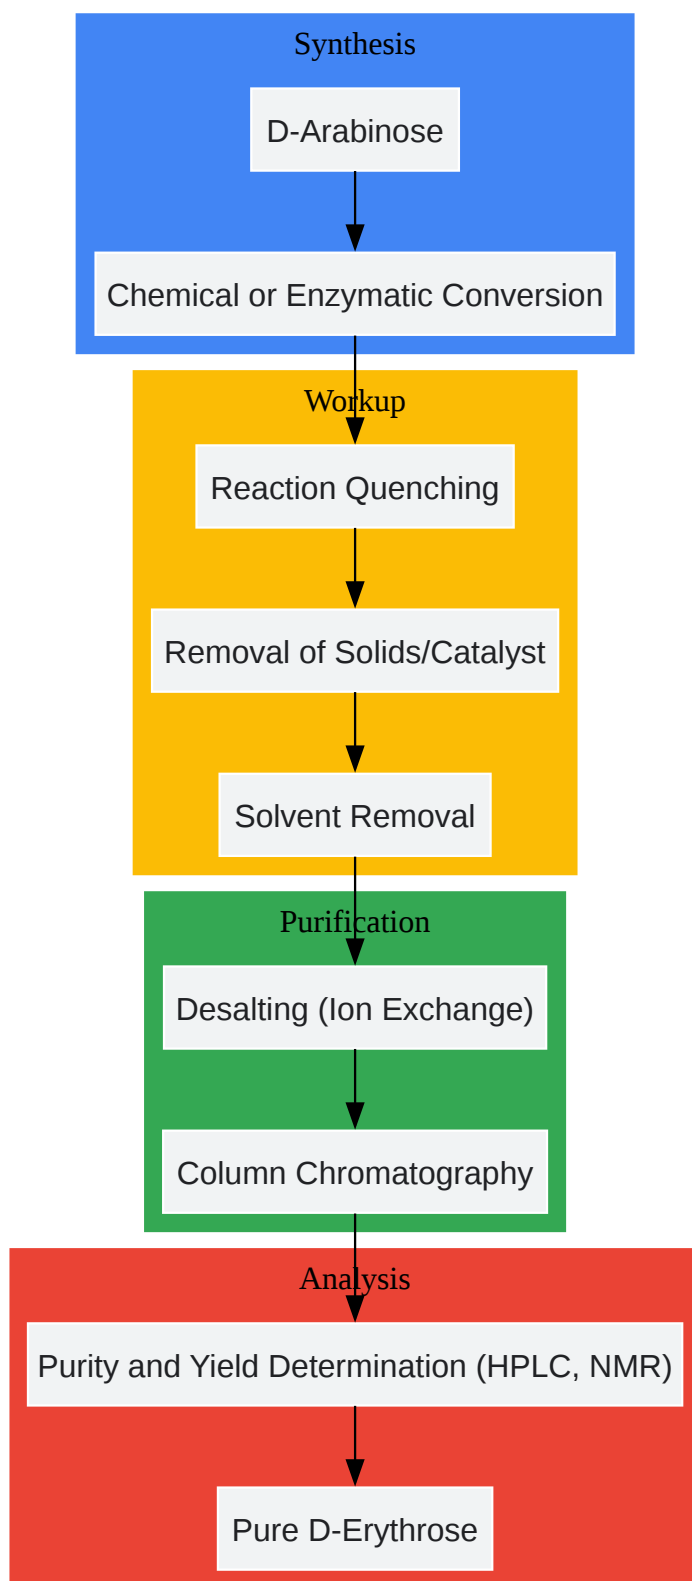 Synthesis
D-Arabinose
Chemical or Enzymatic Conversion
Workup
Reaction Quenching
Removal of Solids/Catalyst
Solvent Removal
Purification
Desalting (Ion Exchange)
Column Chromatography
Analysis
Purity and Yield Determination (HPLC, NMR)
Pure D-Erythrose